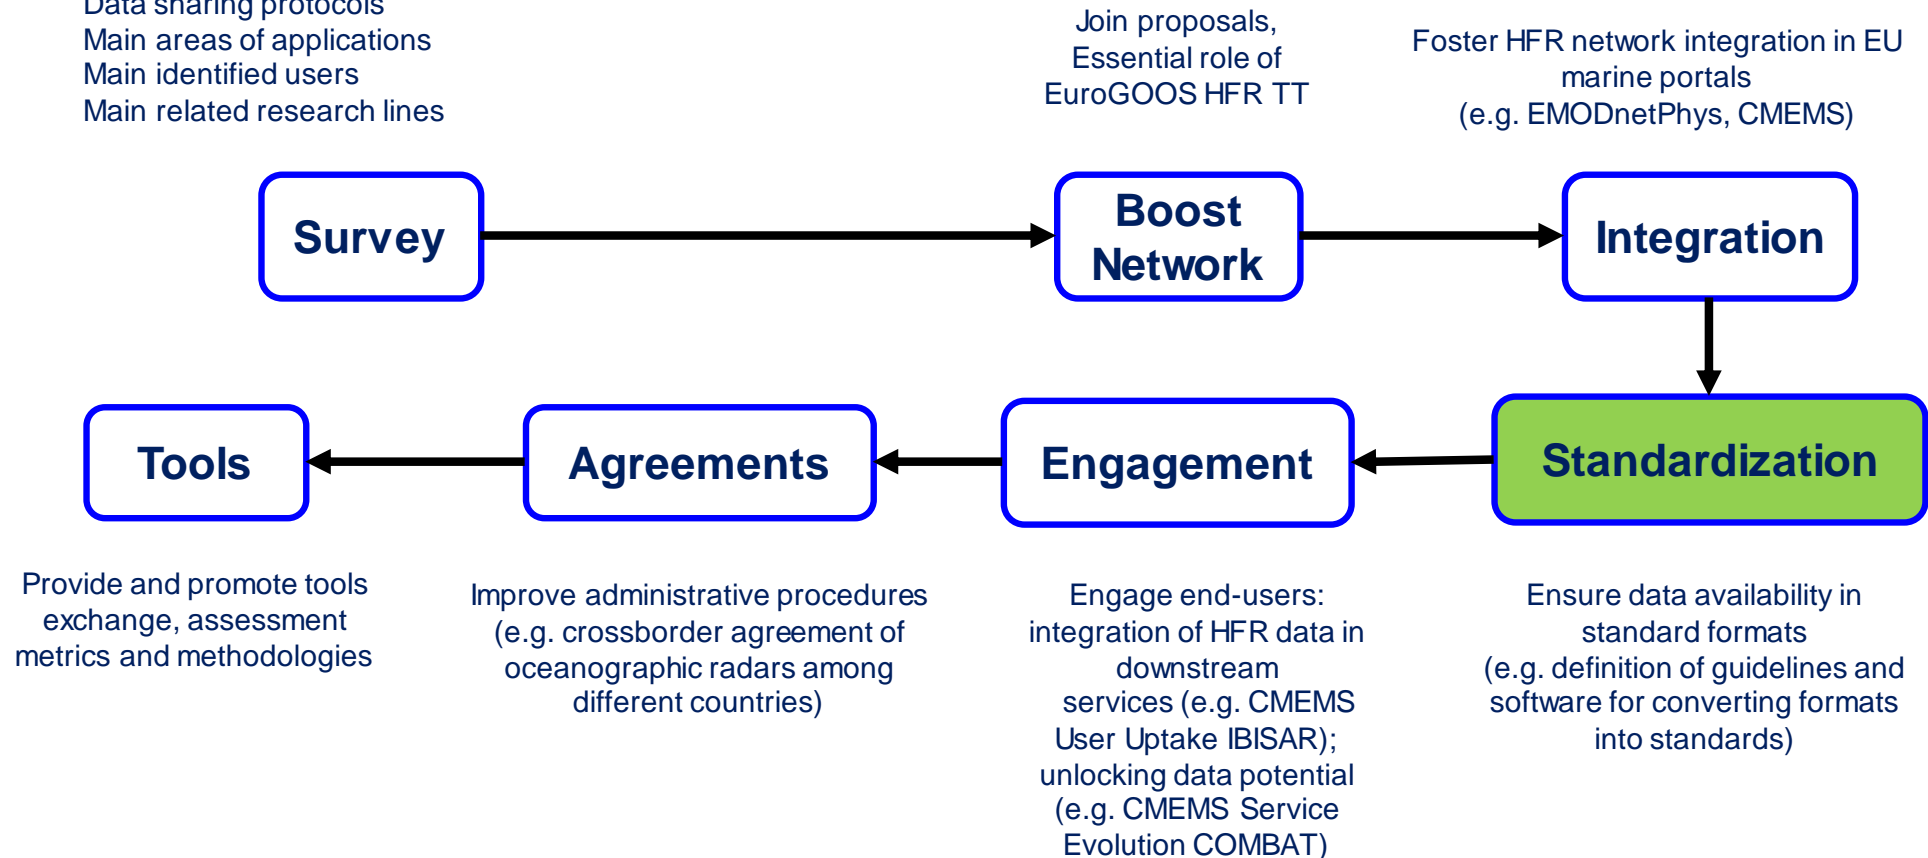 Data sharing protocols
Main areas of applications
Main identified users
Main related research lines
Join proposals,
Essential role of
EuroGOOS HFR TT
Foster HFR network integration in EU
marine portals
(e.g. EMODnetPhys, CMEMS)
Survey
Boost
Network
Integration
Tools
Agreements
Engagement
Standardization
Provide and promote tools
exchange, assessment
metrics and methodologies
Improve administrative procedures
(e.g. crossborder agreement of
oceanographic radars among
different countries)
Engage end-users:
integration of HFR data in
downstream
services (e.g. CMEMS
User Uptake IBISAR);
unlocking data potential
(e.g. CMEMS Service
Evolution COMBAT)
Ensure data availability in
standard formats
(e.g. definition of guidelines and
software for converting formats
into standards)